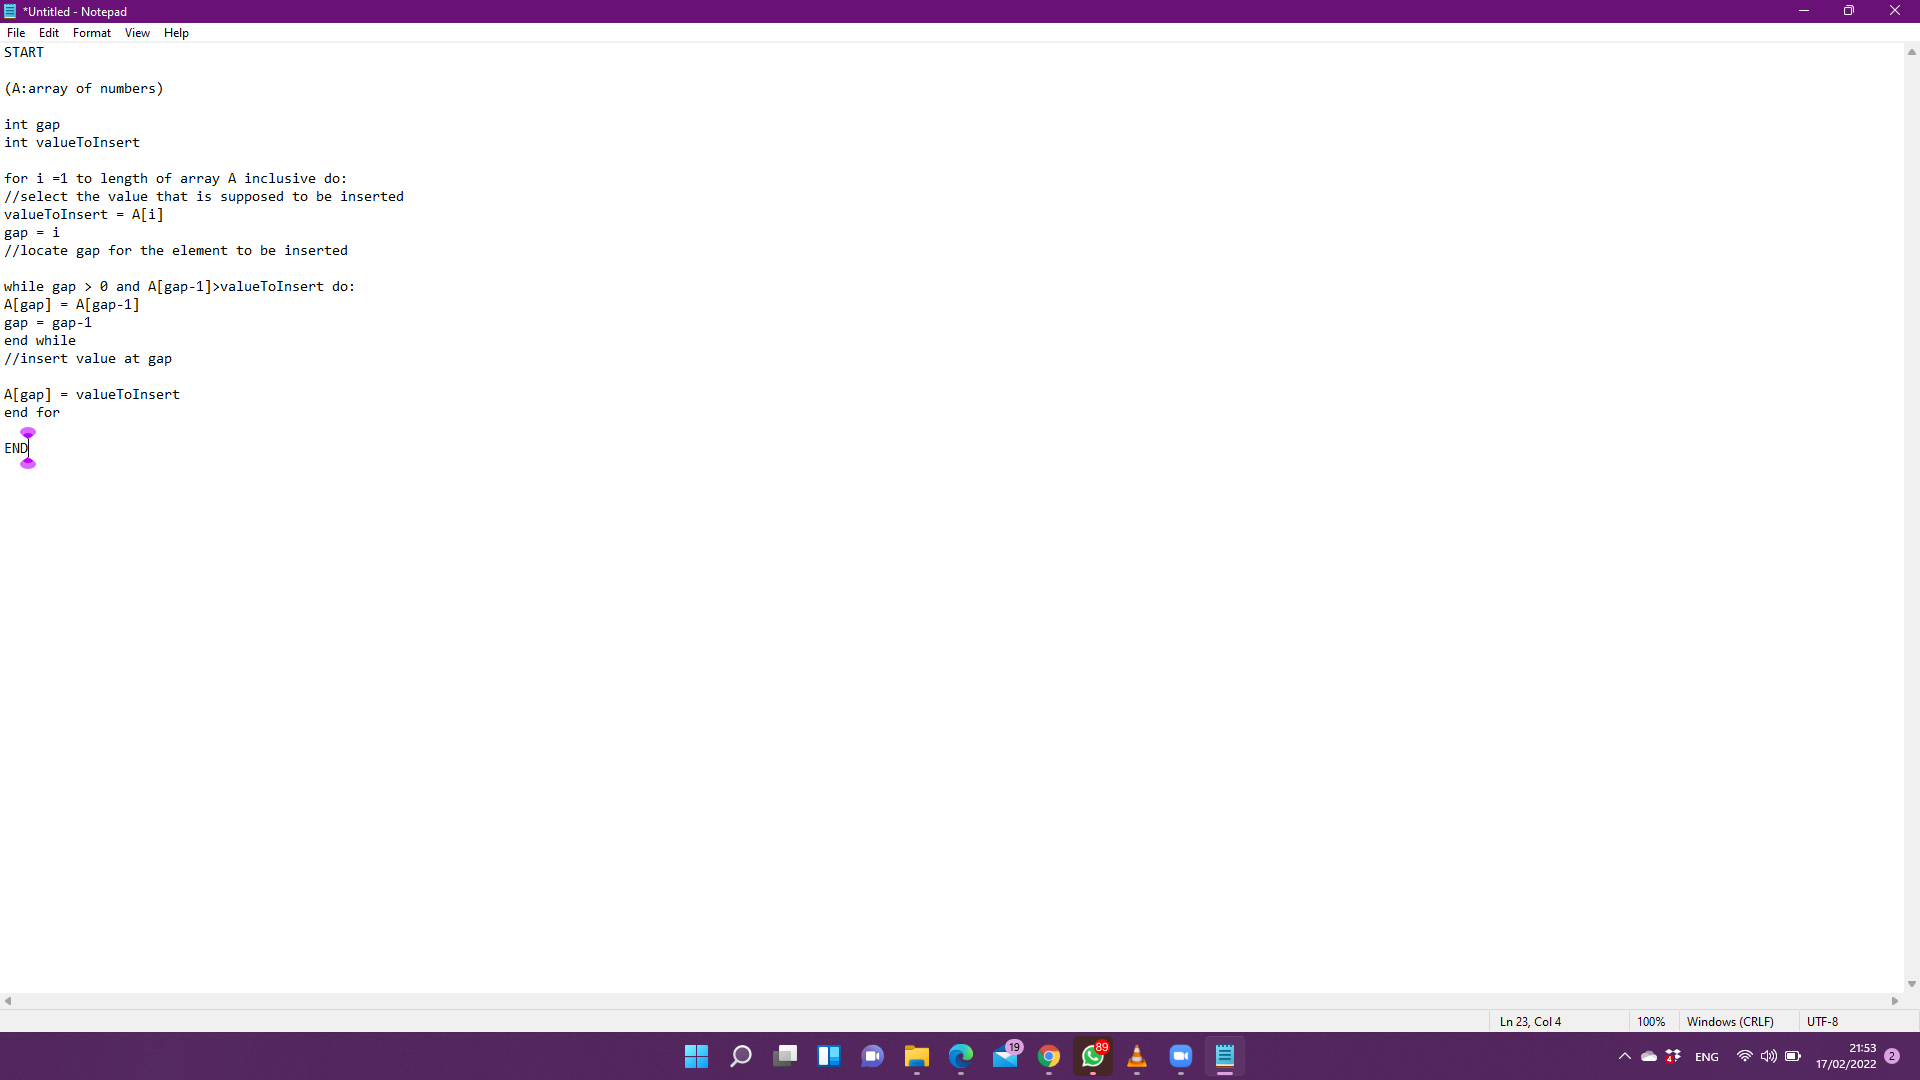 *Untitled - Notepad
File Edit Format View Help
START
(A:array of numbers)
int gap
int valueToInsert
for i =1 to length of array A inclusive do:
//select the value that is supposed to be inserted
valueToInsert = A[i]
gap = i
//locate gap for the element to be inserted
while gap > 0 and A[gap-1]>valueToInsert do:
A[gap] = A[gap-1]
gap = gap-1
end while
//insert value at gap
A[gap] = valueToInsert
end for
END
Ln 23, Col 4 100% Windows (CRLF) UTF-8
19 89 4 ENG 21:53 2
17/02/2022